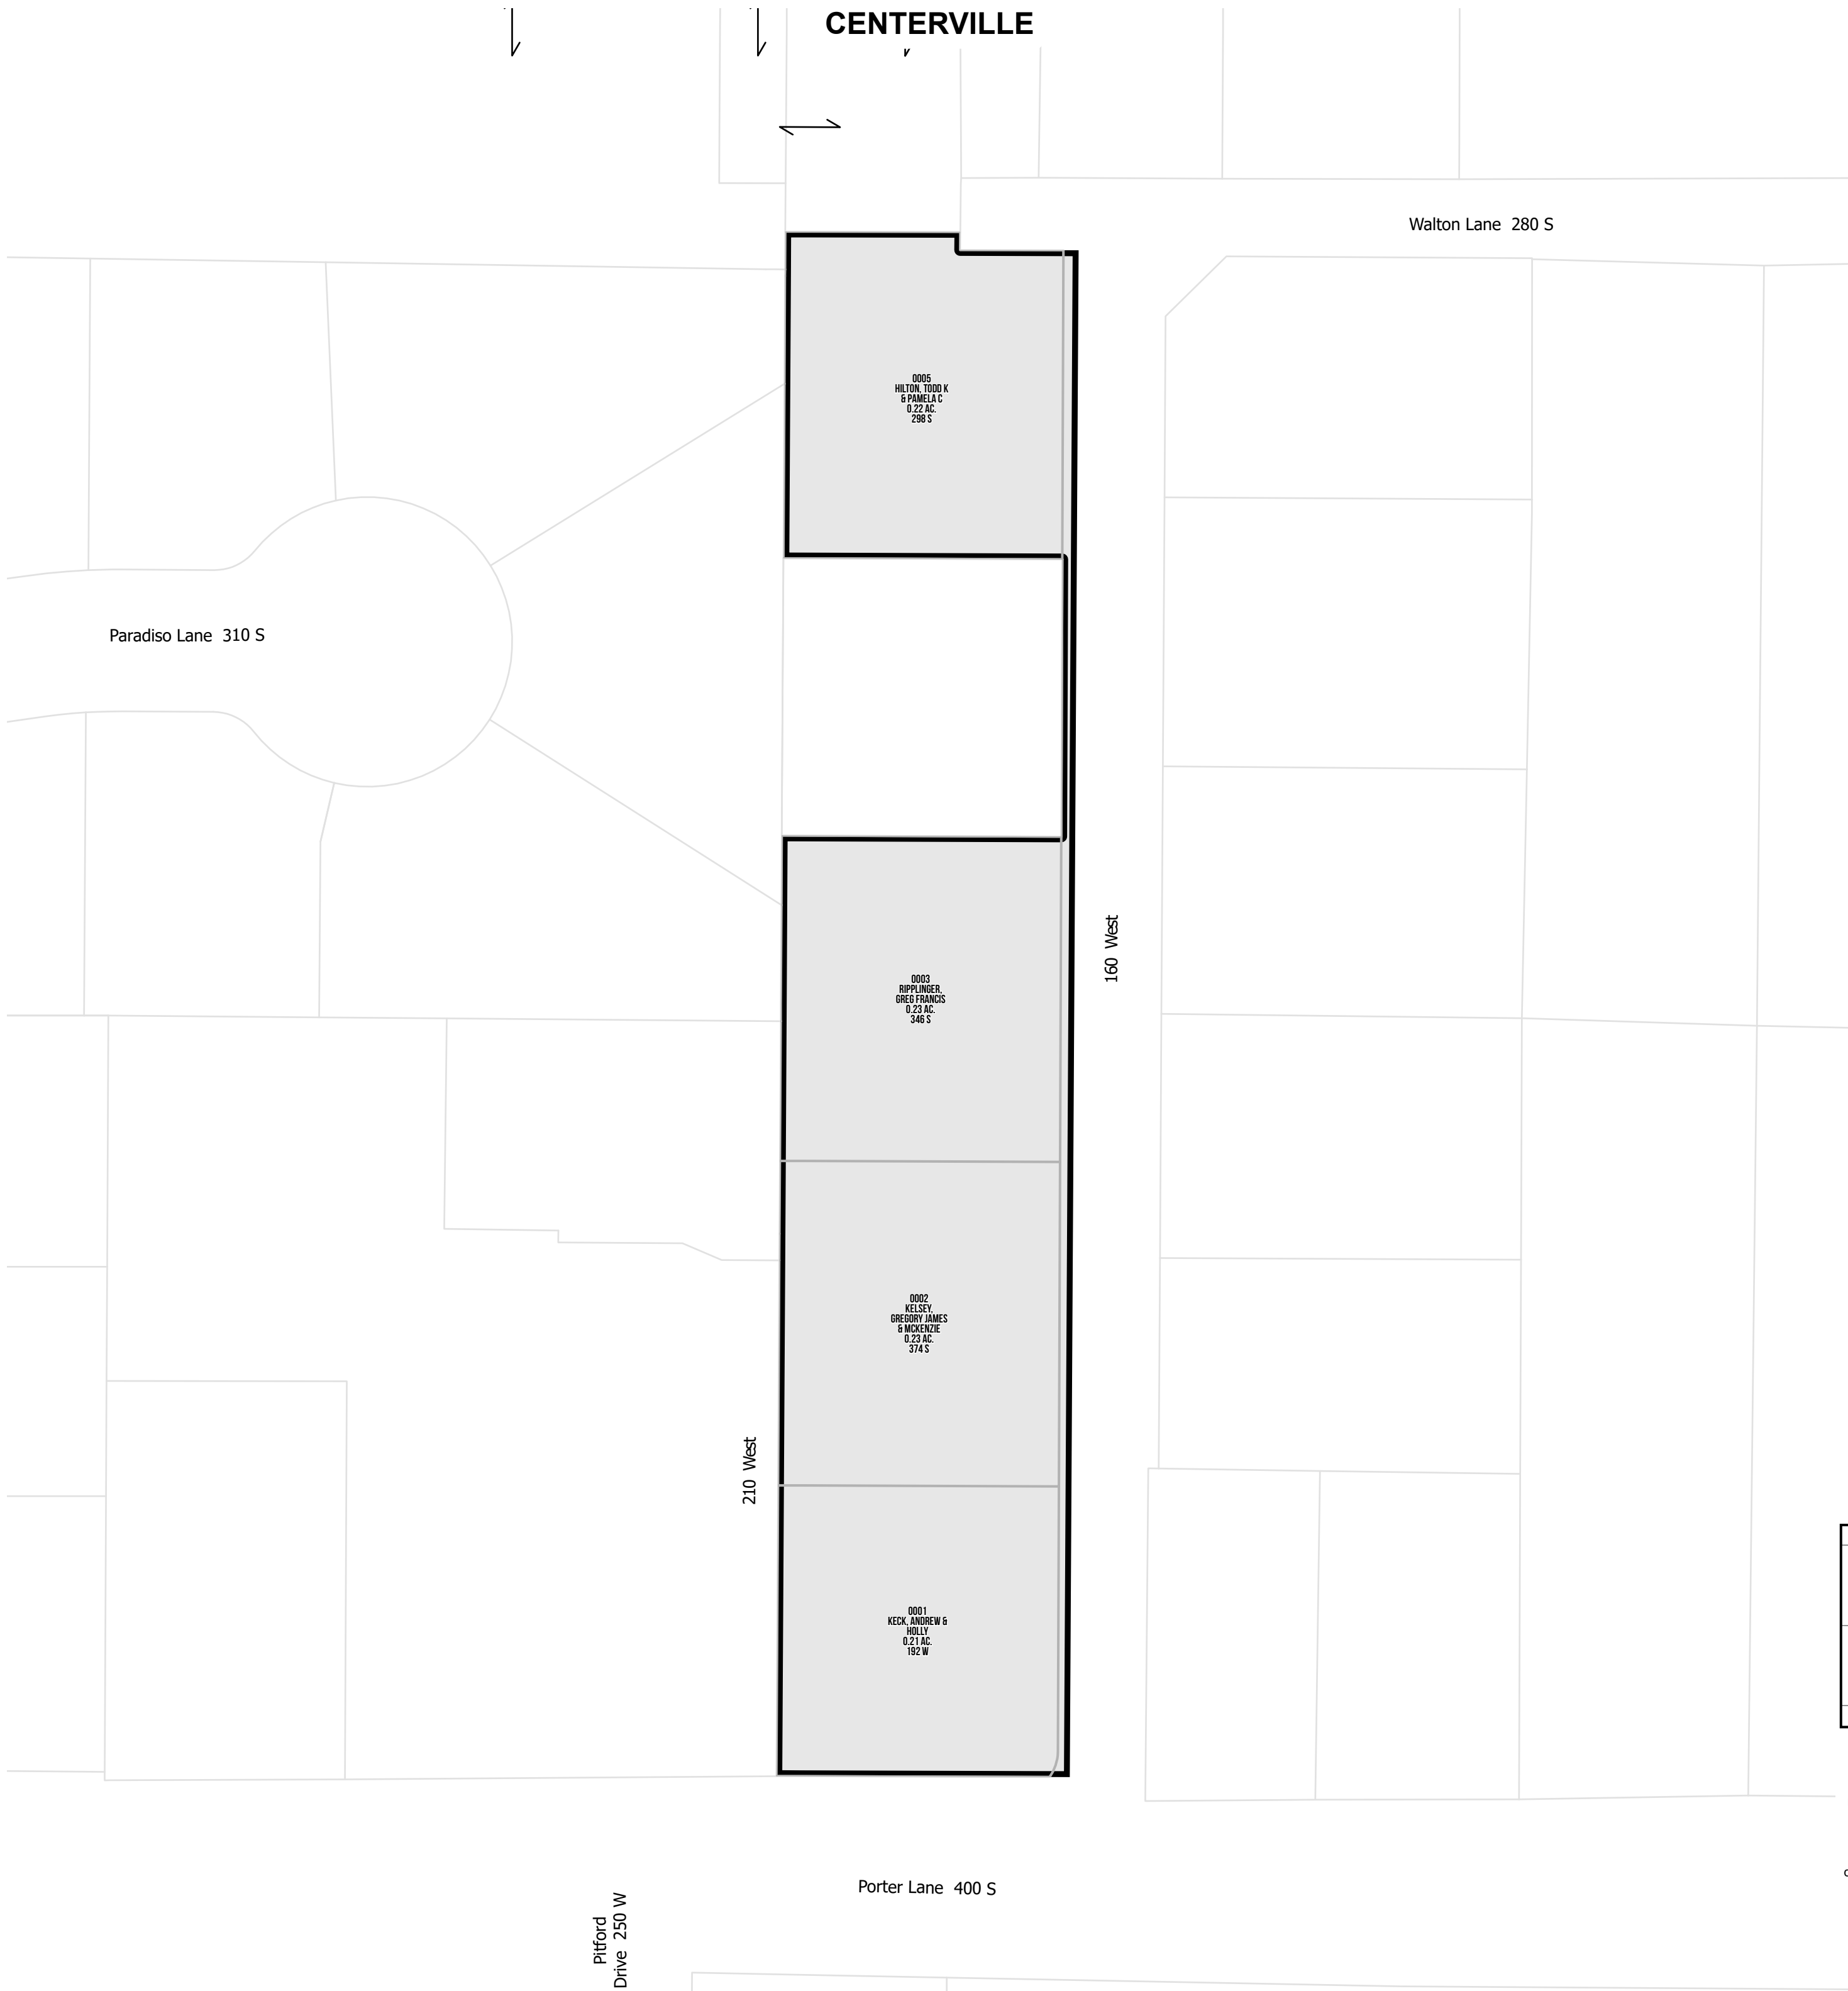 CENTERVILLE
Walton Lane 280 S
0005
HILTON, TODD K
& PAMELA C
0.22 AC.
298 S
Paradiso Lane 310 S
160 West
0003
RIPPLINGER,
GREG FRANCIS
0.23 AC.
346 S
0002
KELSEY,
GREGORY JAMES
& MCKENZIE
0.23 AC.
374 S
210 West
0001
KECK, ANDREW &
HOLLY
0.21 AC.
192 W
Porter Lane 400 S
Pitford
Drive 250 W